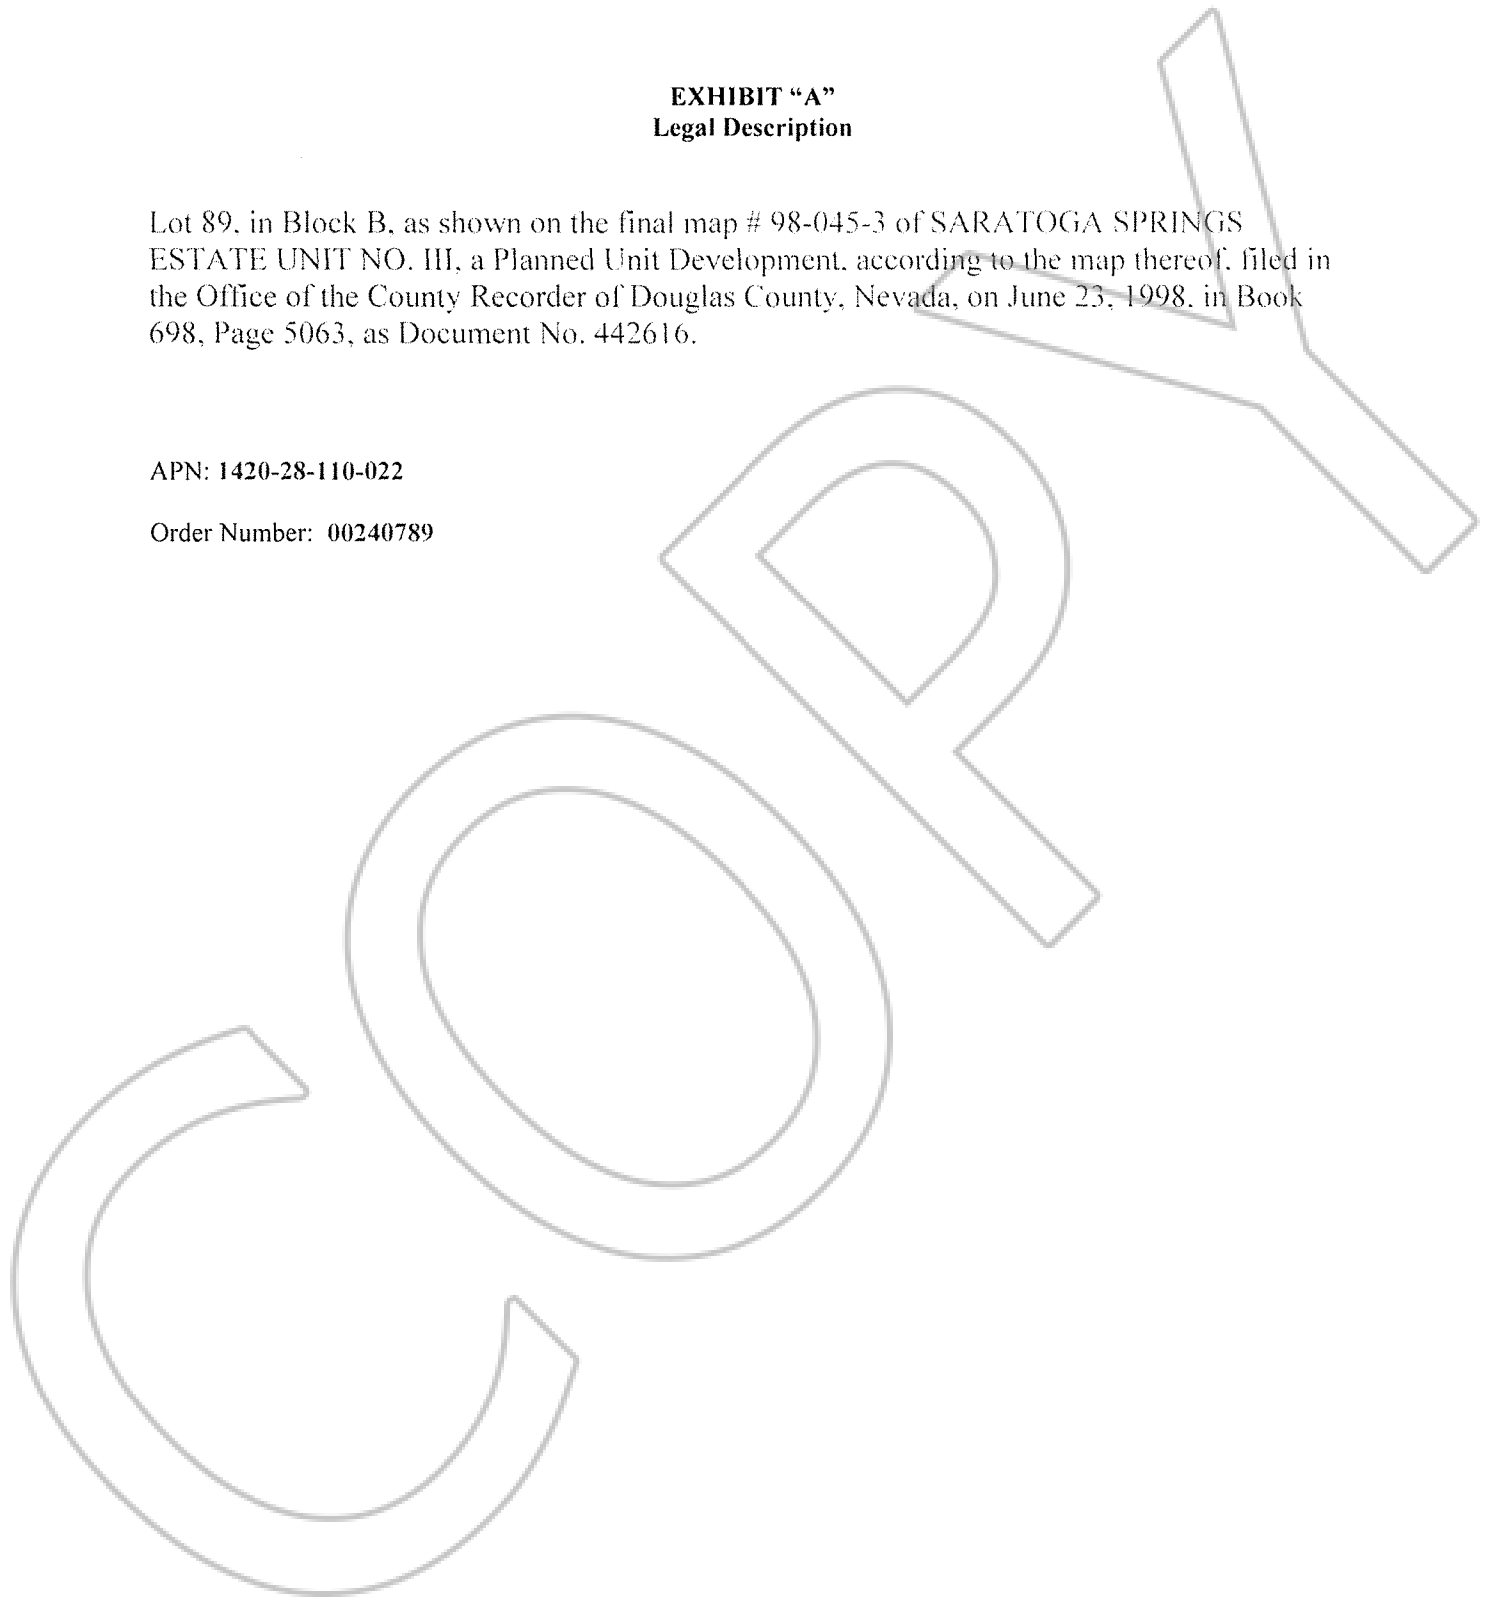 EXHIBIT “A”
Legal Description
Lot 89, in Block B, as shown on the final map # 98-045-3 of SARATOGA SPRINGS
ESTATE UNIT NO. III, a Planned Unit Development, according to the map thereof, filed in
the Office of the County Recorder of Douglas County, Nevada, on June 23, 1998, in Book
698, Page 5063, as Document No. 442616.
APN: 1420-28-110-022
Order Number: 00240789
COPY